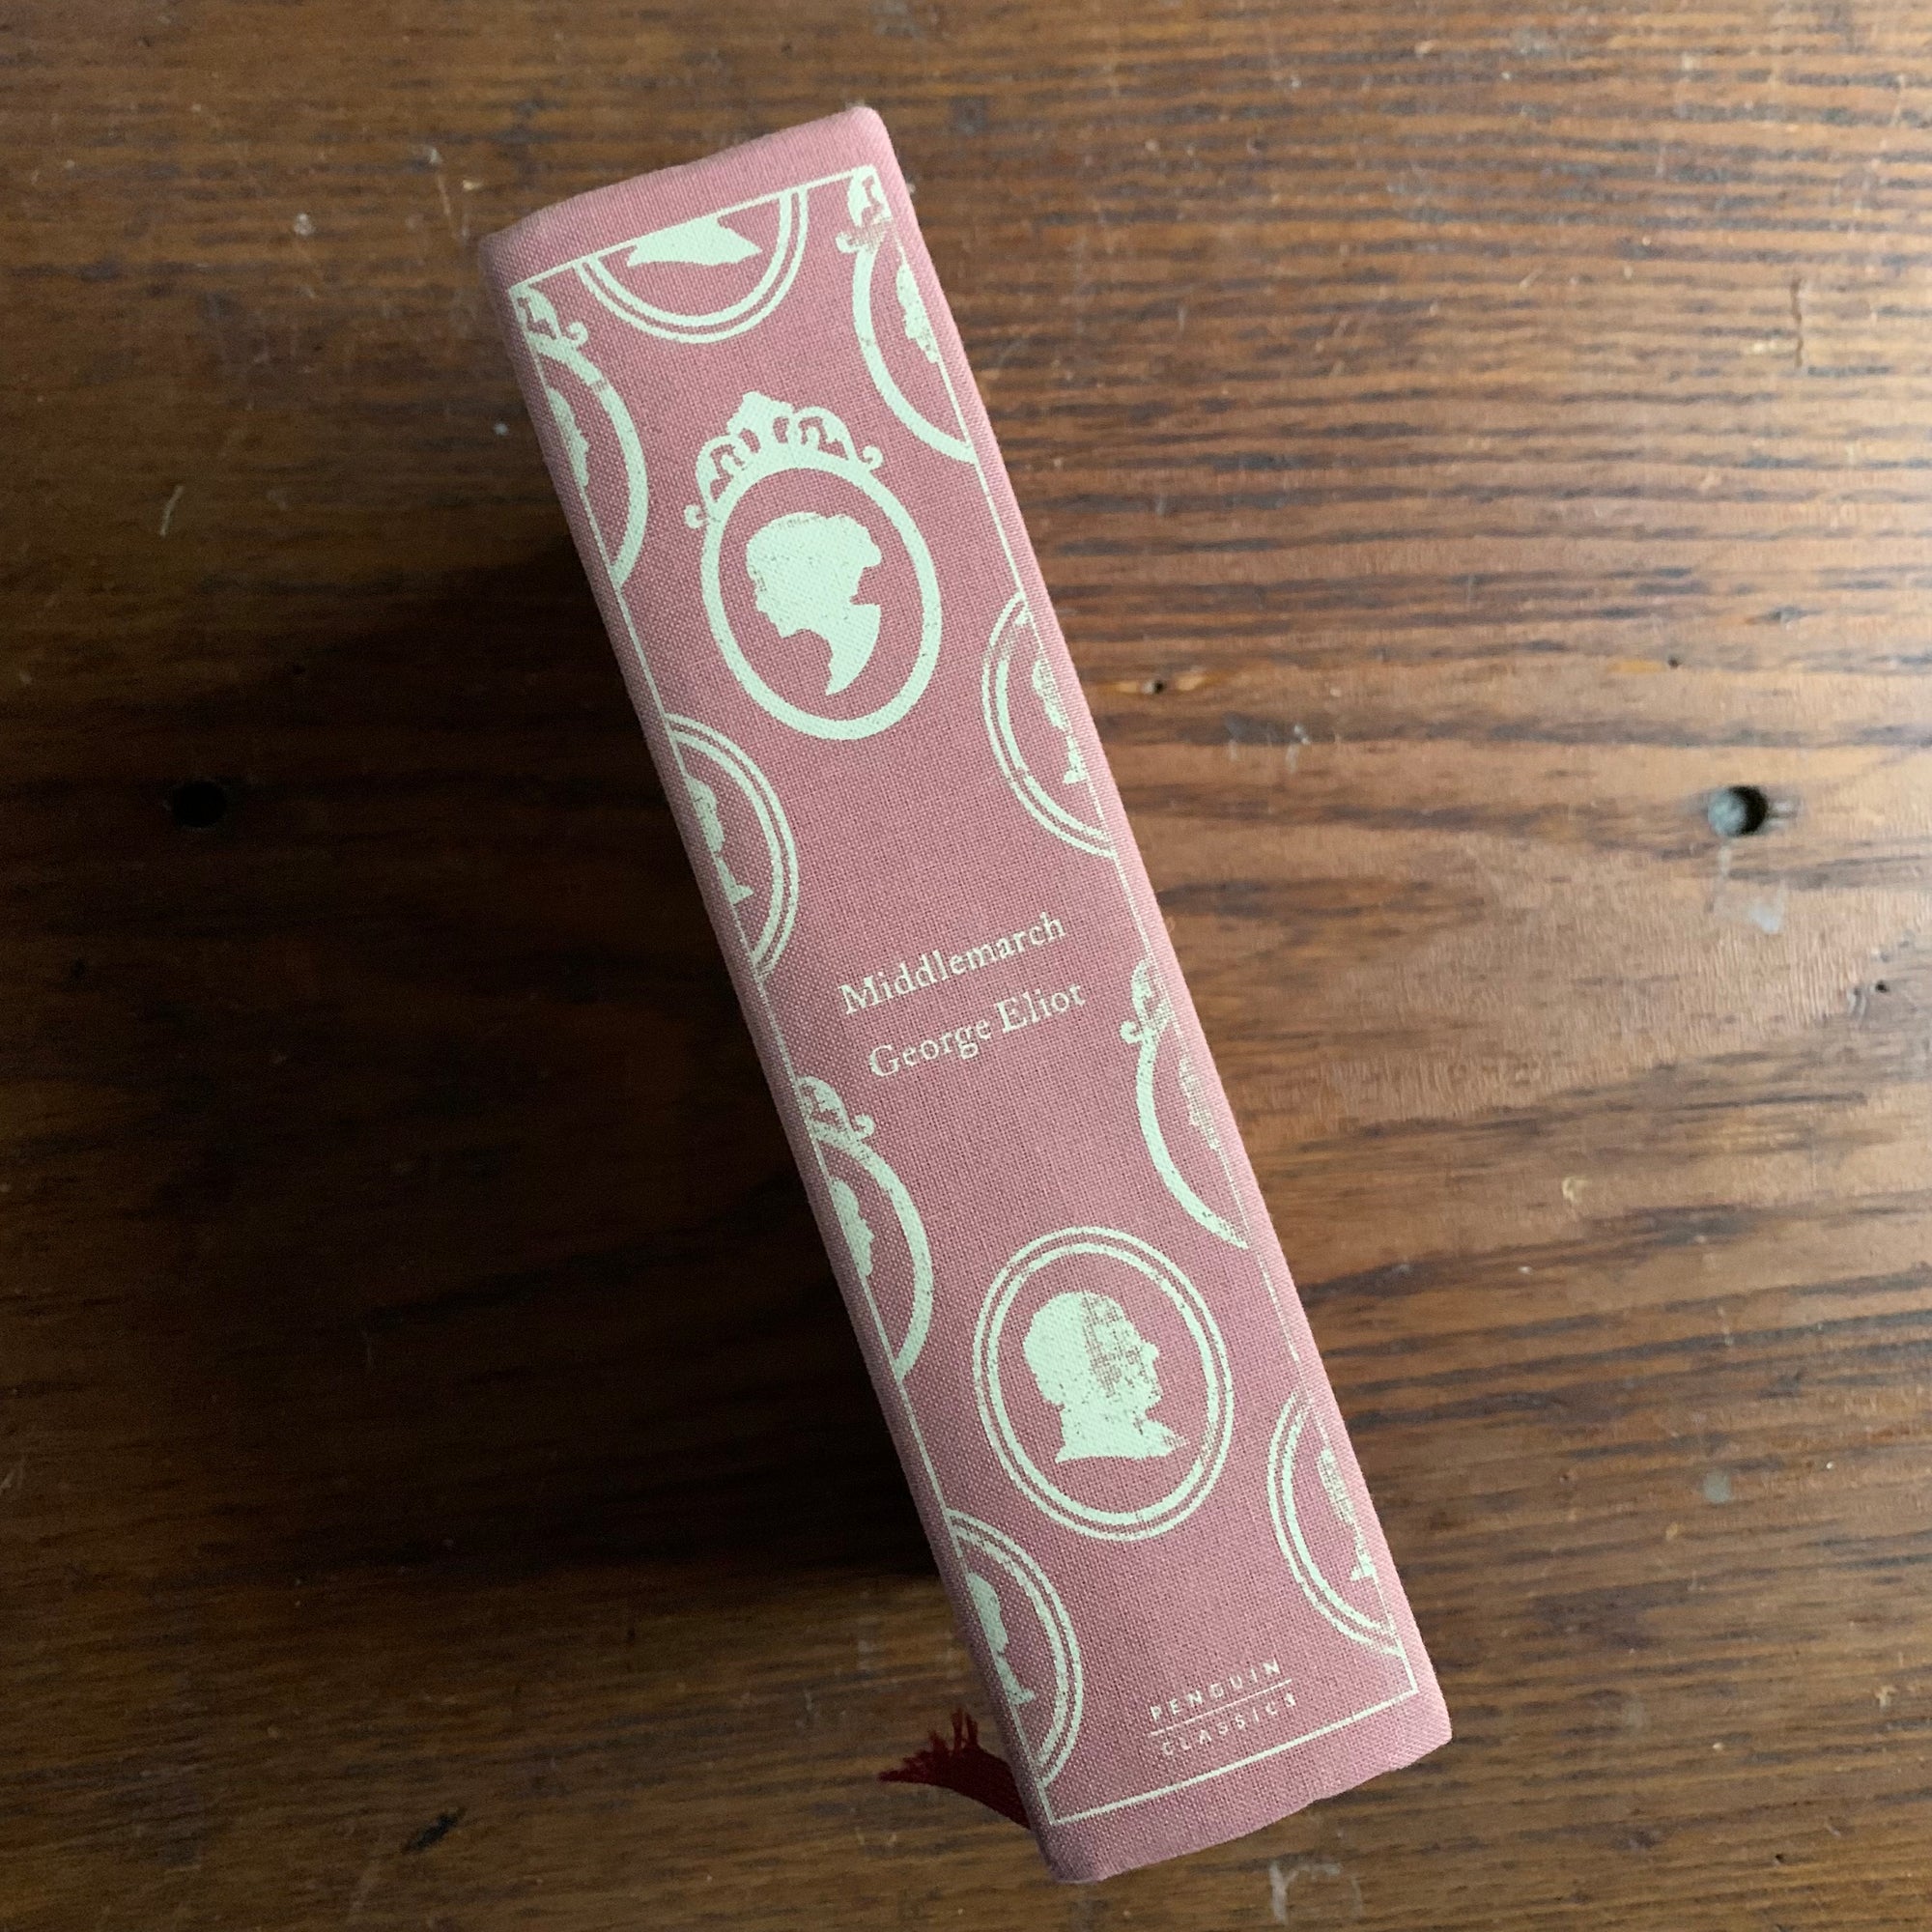 Middlemarch
George Eliot
PENGUIN
CLASSICS